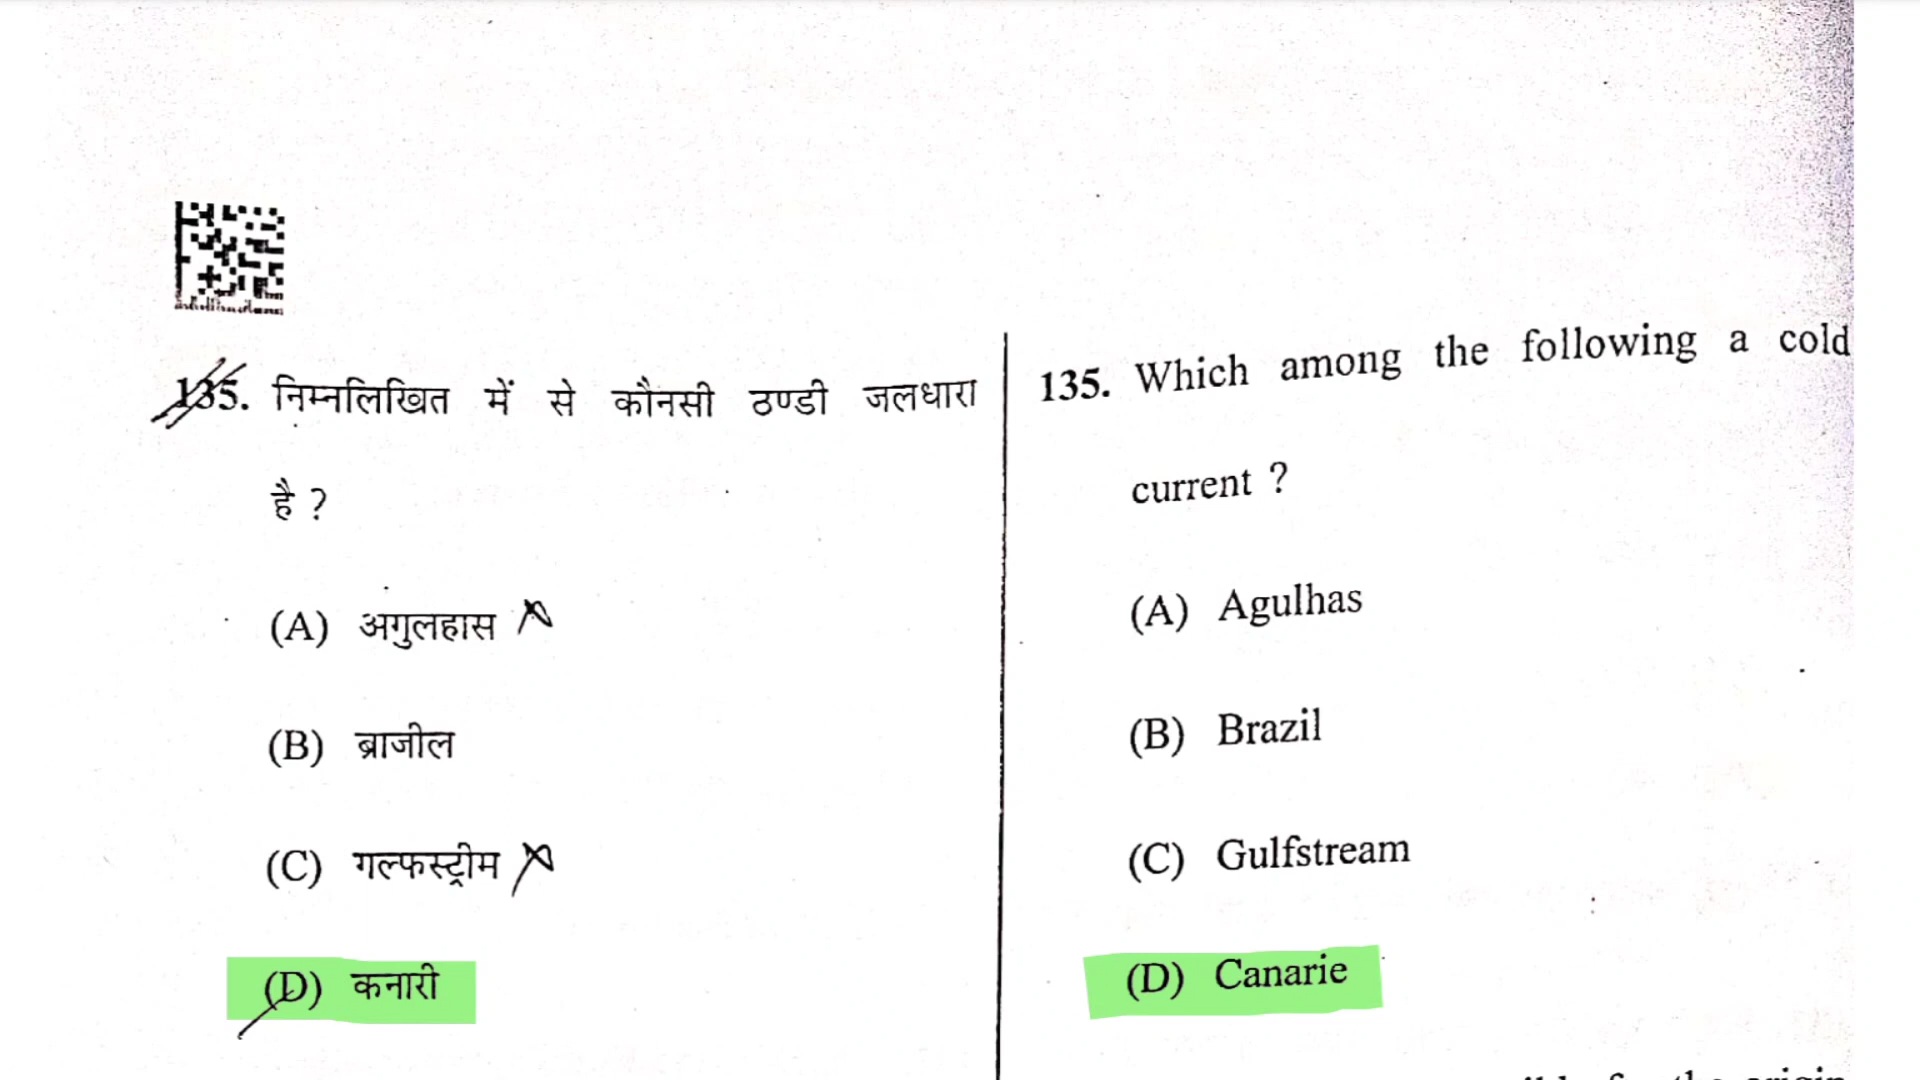 135. निम्नलिखित में से कौनसी ठण्डी जलधारा
है ?
(A) अगुलहास
(B) ब्राजील
(C) गल्फस्ट्रीम
(D) कनारी
135. Which among the following a cold
current ?
(A) Agulhas
(B) Brazil
(C) Gulfstream
(D) Canarie